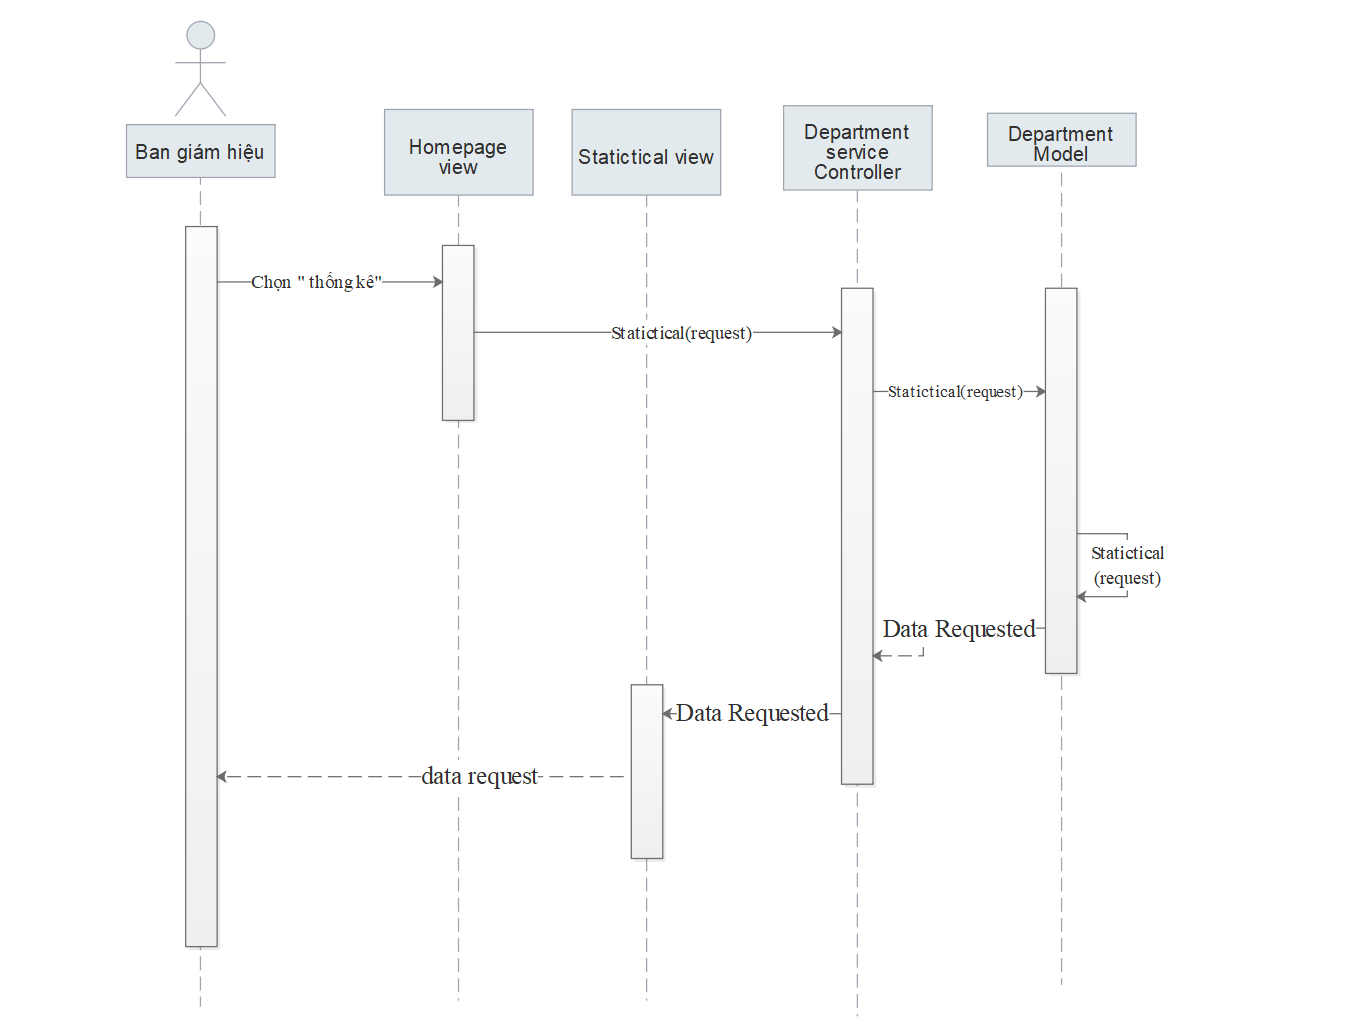 Ban giám hiệu
Homepage
view
Statictical view
Department
service
Controller
Department
Model
Chọn " thống kê"
Statictical(request)
Statictical(request)
Statictical
(request)
Data Requested
Data Requested
data request